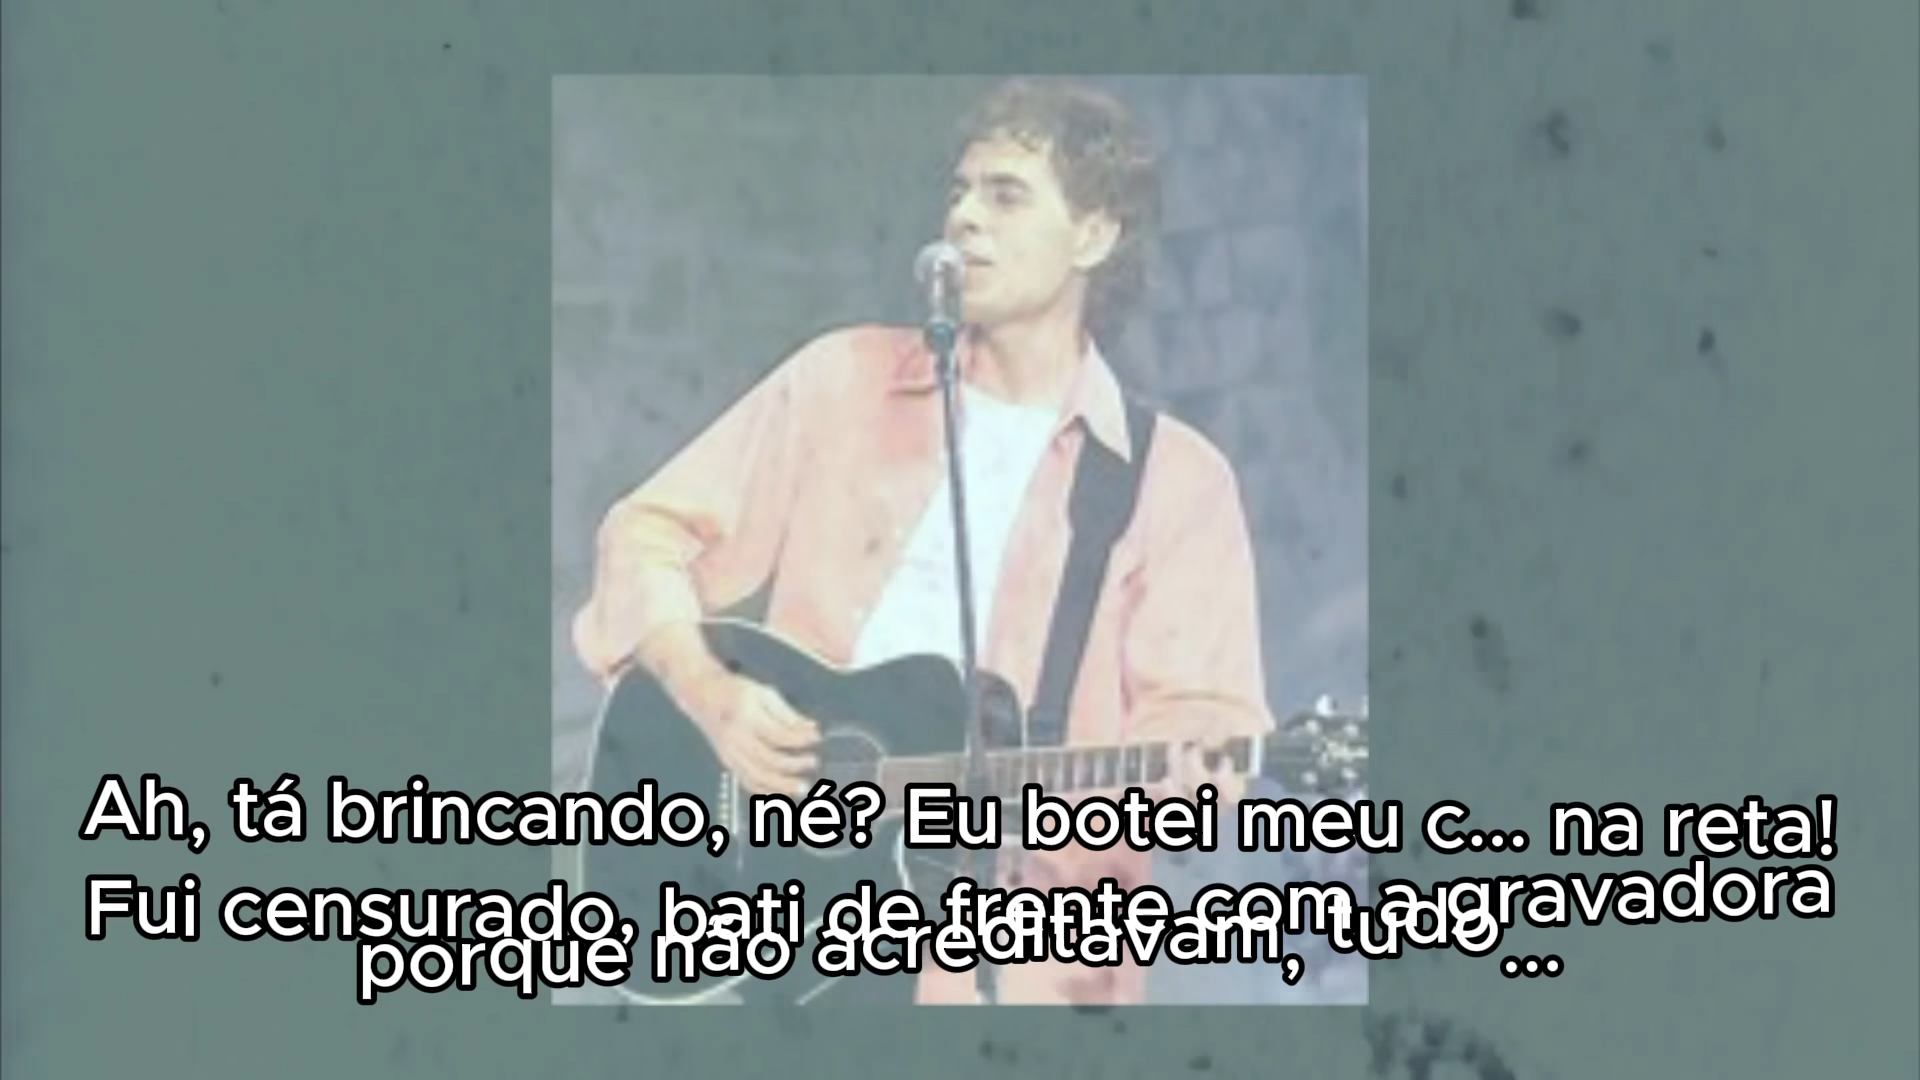 Ah, tá brincando, né? Eu botei meu c... na reta!
Fui censurado, bati de frente com a gravadora
porque não acreditavam, tudo...